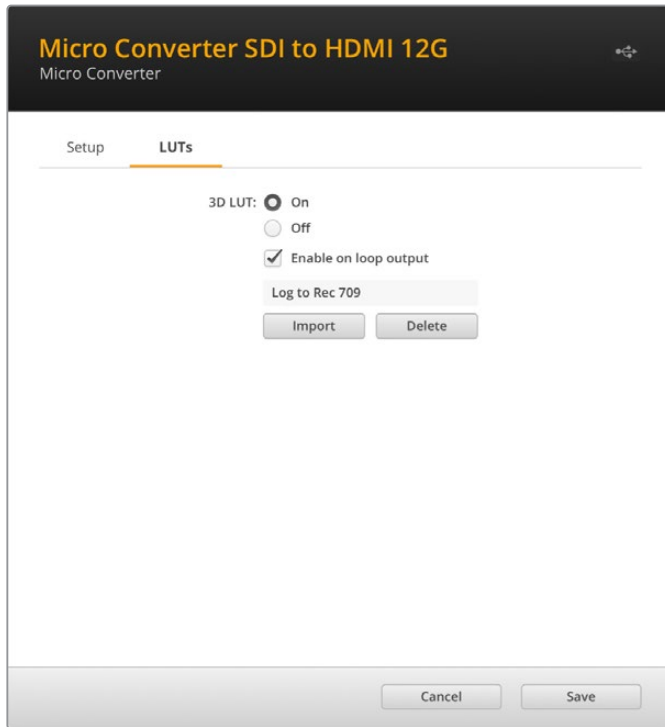 Micro Converter SDI to HDMI 12G
Micro Converter
Setup LUTs
3D LUT: On
Off
Enable on loop output
Log to Rec 709
Import Delete
Cancel Save